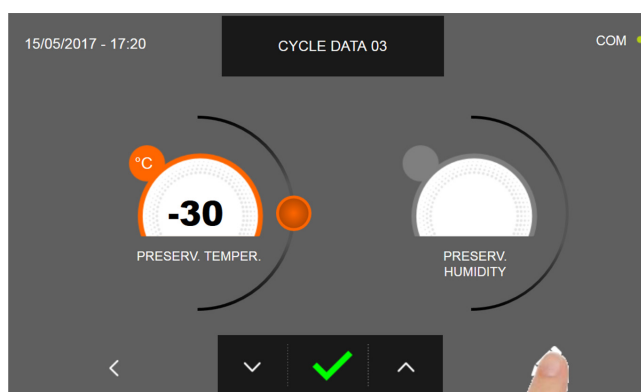 15/05/2017 - 17:20
CYCLE DATA 03
COM
°C
-30
PRESERV. TEMPER.
PRESERV.
HUMIDITY